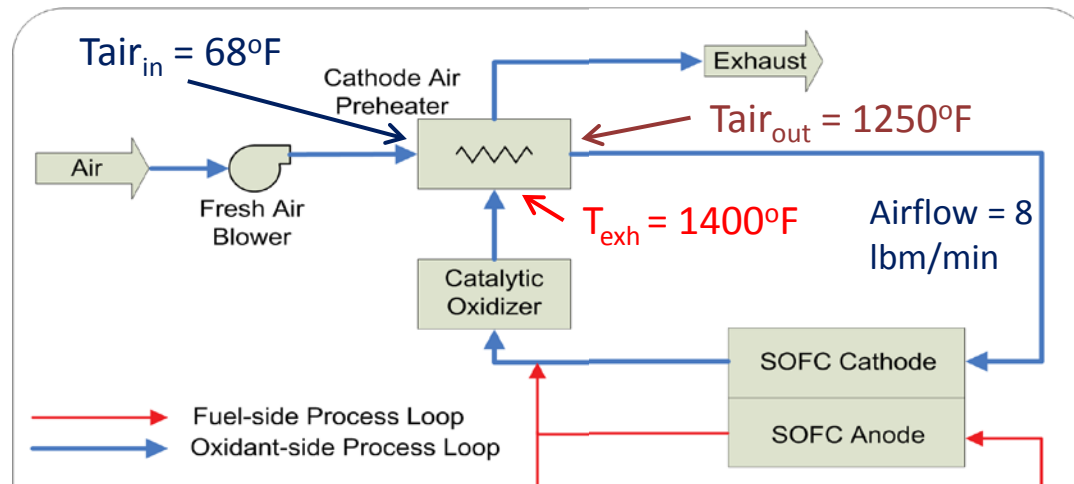 Tair_in = 68°F
Cathode Air
Preheater
Exhaust
Tair_out = 1250°F
Air
Fresh Air
Blower
T_exh = 1400°F
Airflow = 8
lbm/min
Catalytic
Oxidizer
SOFC Cathode
SOFC Anode
Fuel-side Process Loop
Oxidant-side Process Loop